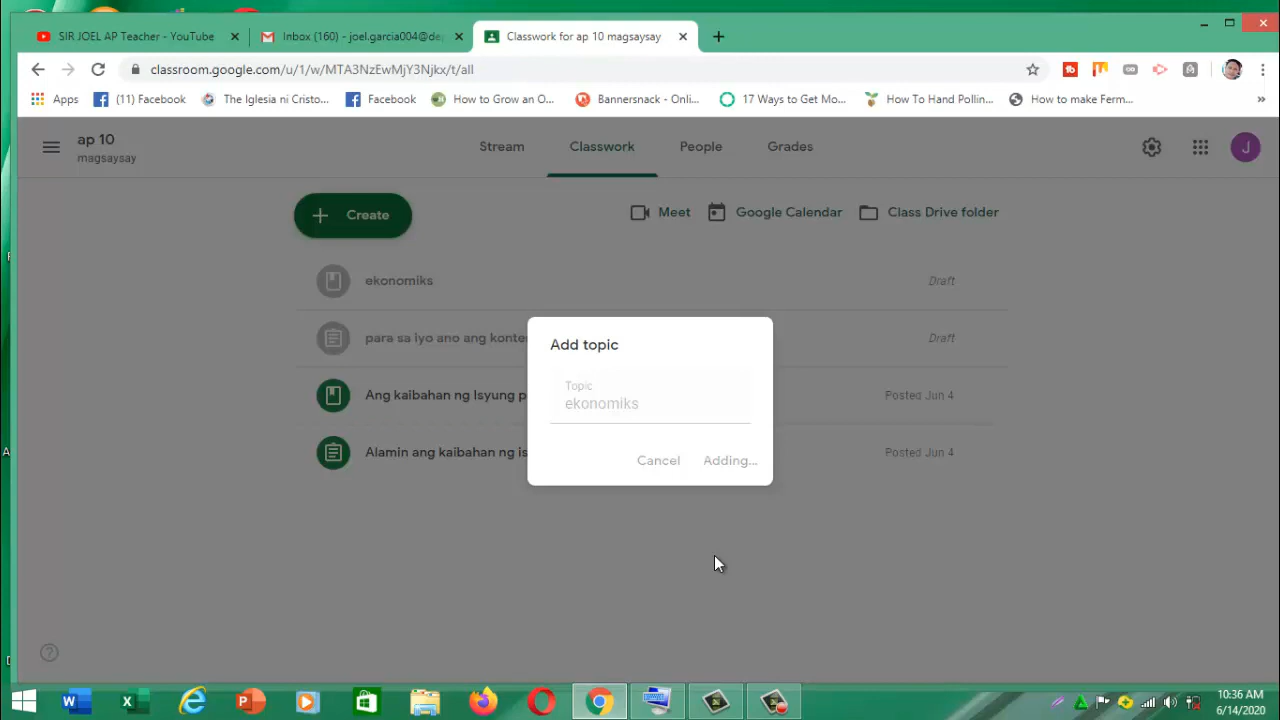 SIR JOEL AP Teacher - YouTube
Inbox (160) - joel.garcia004@de
Classwork for ap 10 magsaysay
classroom.google.com/u/1/w/MTA3NzEwMjY3Njkx/t/all
Apps
(11) Facebook
The Iglesia ni Cristo...
Facebook
How to Grow an O...
Bannersnack - Onli...
17 Ways to Get Mo...
How To Hand Pollin...
How to make Ferm...
ap 10
magsaysay
Stream
Classwork
People
Grades
J
Create
Meet
Google Calendar
Class Drive folder
ekonomiks
Draft
para sa iyo ano ang konte
Draft
Ang kaibahan ng Isyung p
Posted Jun 4
Alamin ang kaibahan ng is
Posted Jun 4
Add topic
Topic
ekonomiks
Cancel
Adding...
10:36 AM
6/14/2020